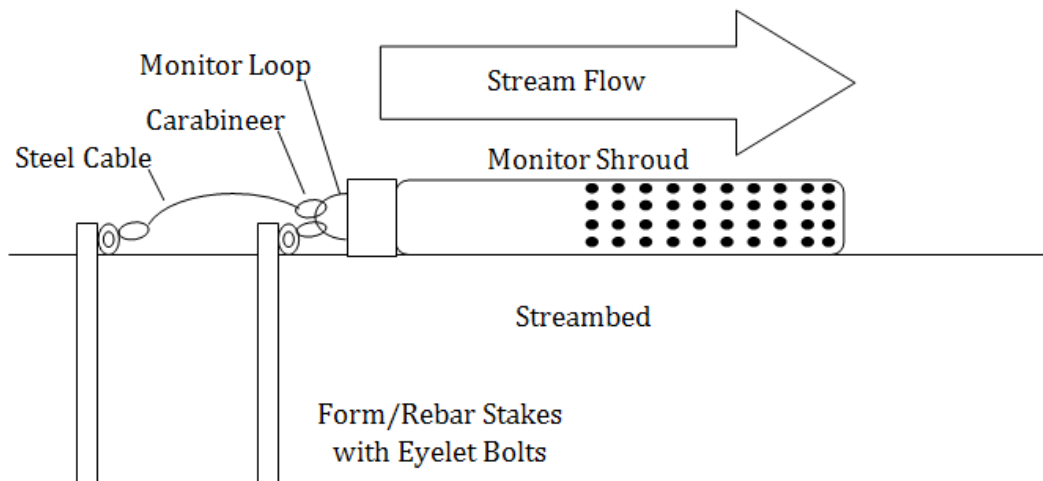 Monitor Loop
Stream Flow
Carabineer
Steel Cable
Monitor Shroud
Streambed
Form/Rebar Stakes
with Eyelet Bolts